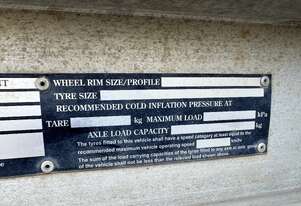 NT
WHEEL RIM SIZE/PROFILE
TYRE SIZE
RECOMMENDED COLD INFLATION PRESSURE AT
TARE kg MAXIMUM LOAD kPa
AXLE LOAD CAPACITY kg
The tyres fitted to this vehicle shall have a speed category at least equal to the
recommended maximum vehicle operating speed km/h
The sum of the load carrying capacities of the tyres fitted to any axle or axle group
of the vehicle shall not be less than the relevant load shown above.